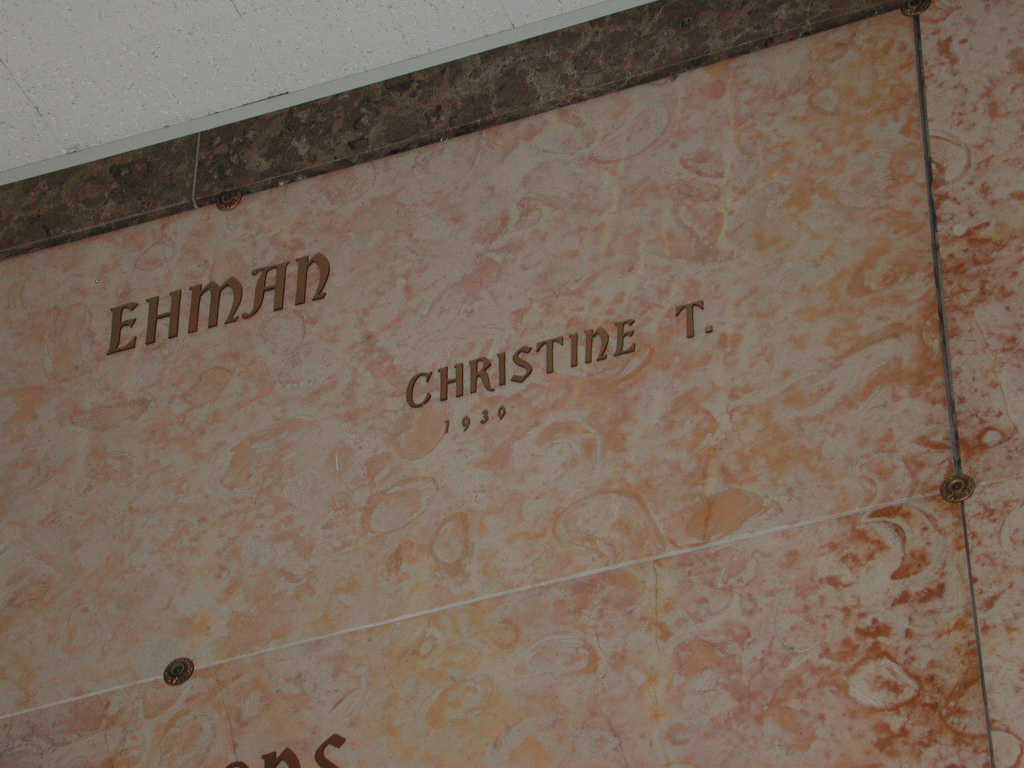 EHMAN
CHRISTINE T.
1930